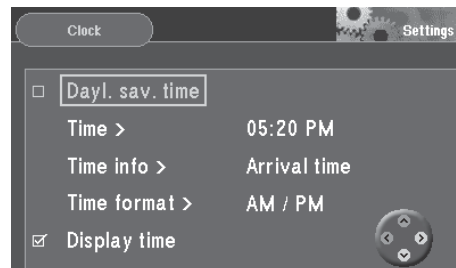 Clock
Settings
Dayl. sav. time
Time > 05:20 PM
Time info > Arrival time
Time format > AM / PM
Display time